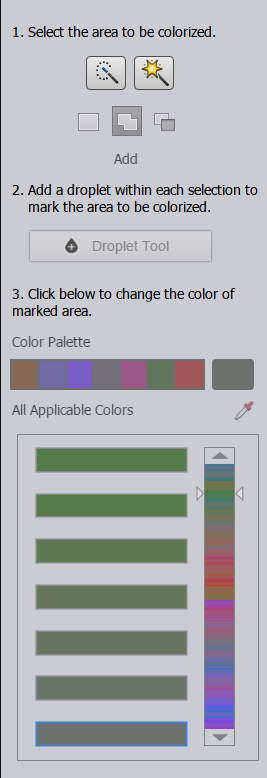 1. Select the area to be colorized.
Add
2. Add a droplet within each selection to
mark the area to be colorized.
Droplet Tool
3. Click below to change the color of
marked area.
Color Palette
All Applicable Colors